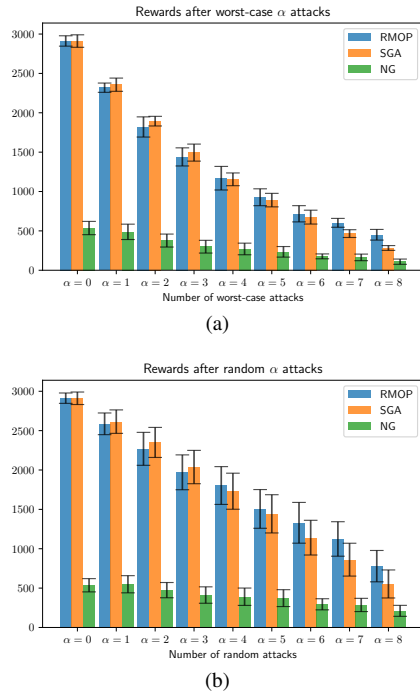 Rewards after worst-case α attacks
RMOP
SGA
NG
3000
2500
2000
1500
1000
500
0
α = 0 α = 1 α = 2 α = 3 α = 4 α = 5 α = 6 α = 7 α = 8
Number of worst-case attacks
(a)
Rewards after random α attacks
RMOP
SGA
NG
3000
2500
2000
1500
1000
500
0
α = 0 α = 1 α = 2 α = 3 α = 4 α = 5 α = 6 α = 7 α = 8
Number of random attacks
(b)